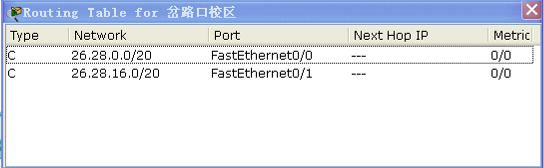 Routing Table for 岔路口校区
Type Network Port Next Hop IP Metric
C 26.28.0.0/20 FastEthernet0/0 --- 0/0
C 26.28.16.0/20 FastEthernet0/1 --- 0/0